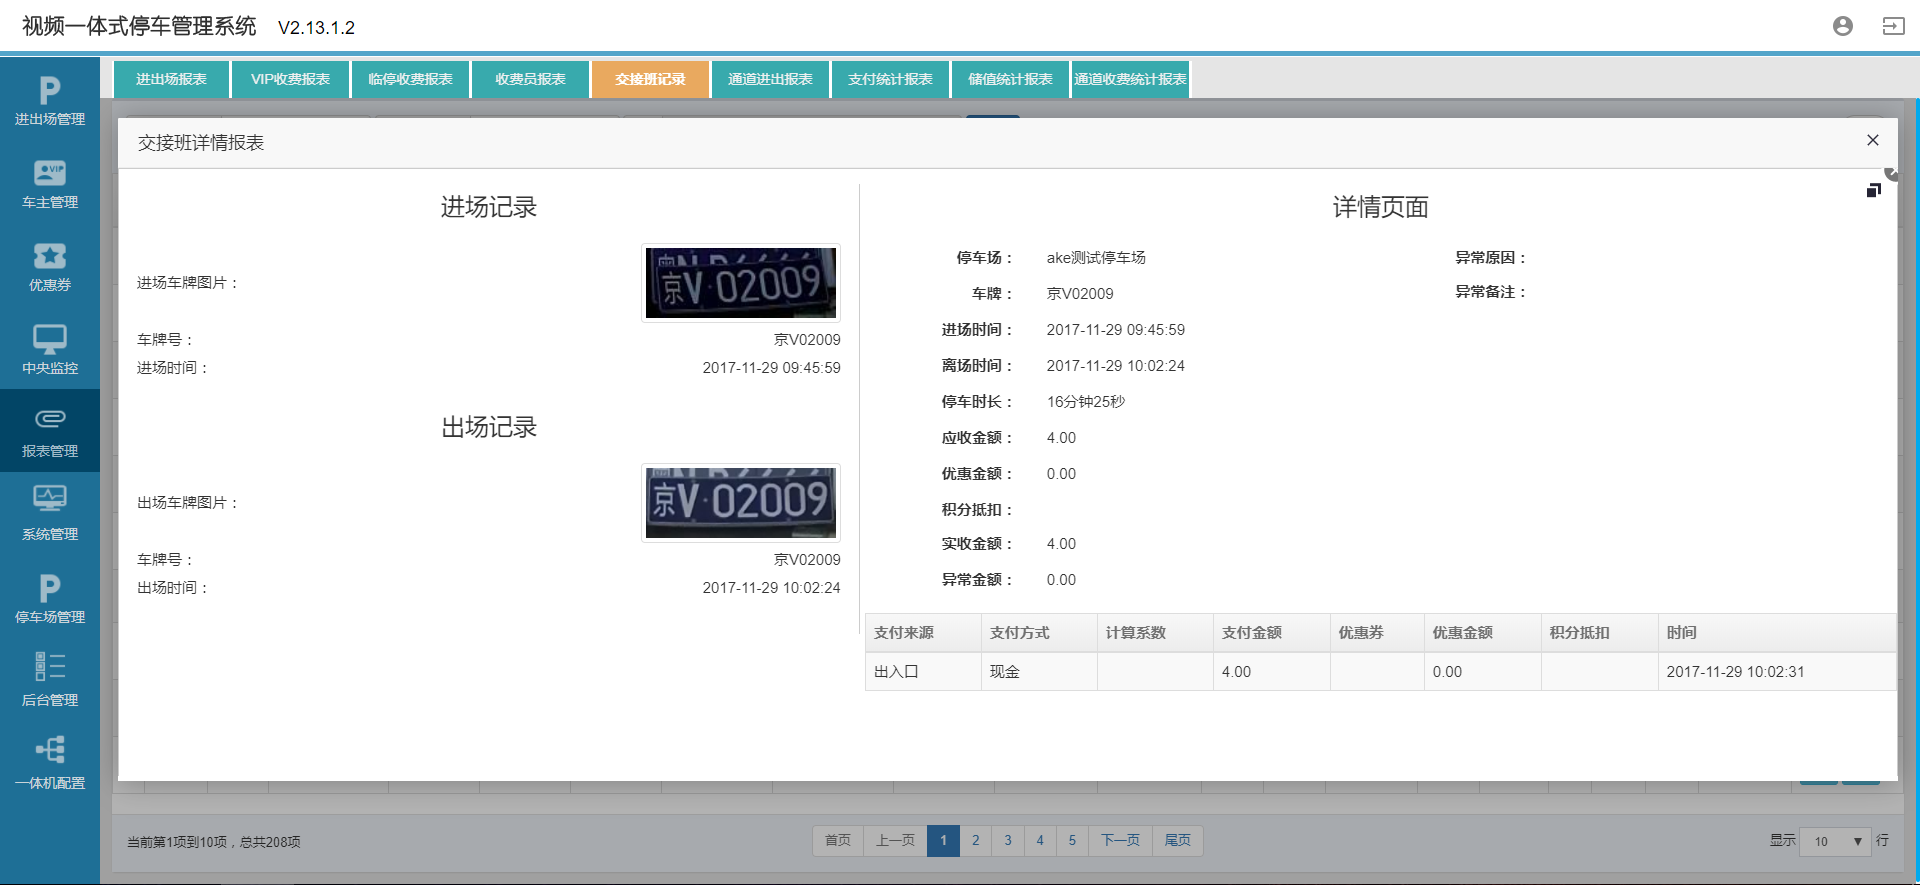 视频一体式停车管理系统 V2.13.1.2
进出场报表 VIP收费报表 临停收费报表 收费员报表 交接班记录 通道进出报表 支付统计报表 储值统计报表 通道收费统计报表
进出场管理
VIP
车主管理
优惠券
中央监控
报表管理
系统管理
停车场管理
后台管理
一体机配置
交接班详情报表
进场记录
进场车牌图片：
京V·02009
车牌号： 京V02009
进场时间： 2017-11-29 09:45:59
出场记录
出场车牌图片：
京V·02009
车牌号： 京V02009
出场时间： 2017-11-29 10:02:24
详情页面
停车场： ake测试停车场 异常原因：
车牌： 京V02009 异常备注：
进场时间： 2017-11-29 09:45:59
离场时间： 2017-11-29 10:02:24
停车时长： 16分钟25秒
应收金额： 4.00
优惠金额： 0.00
积分抵扣：
实收金额： 4.00
异常金额： 0.00
支付来源 支付方式 计算系数 支付金额 优惠券 优惠金额 积分抵扣 时间
出入口 现金 4.00 0.00 2017-11-29 10:02:31
当前第1项到10项，总共208项 首页 上一页 1 2 3 4 5 下一页 尾页 显示 10 行